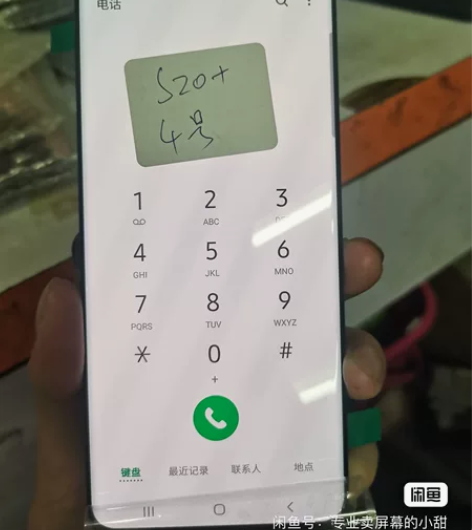 电话
S20+
4号
1
2
ABC
3
4
GHI
5
JKL
6
MNO
7
PQRS
8
TUV
9
WXYZ
*
0
+
#
键盘
最近记录
联系人
地点
闲鱼
闲鱼号：专业卖屏幕的小甜